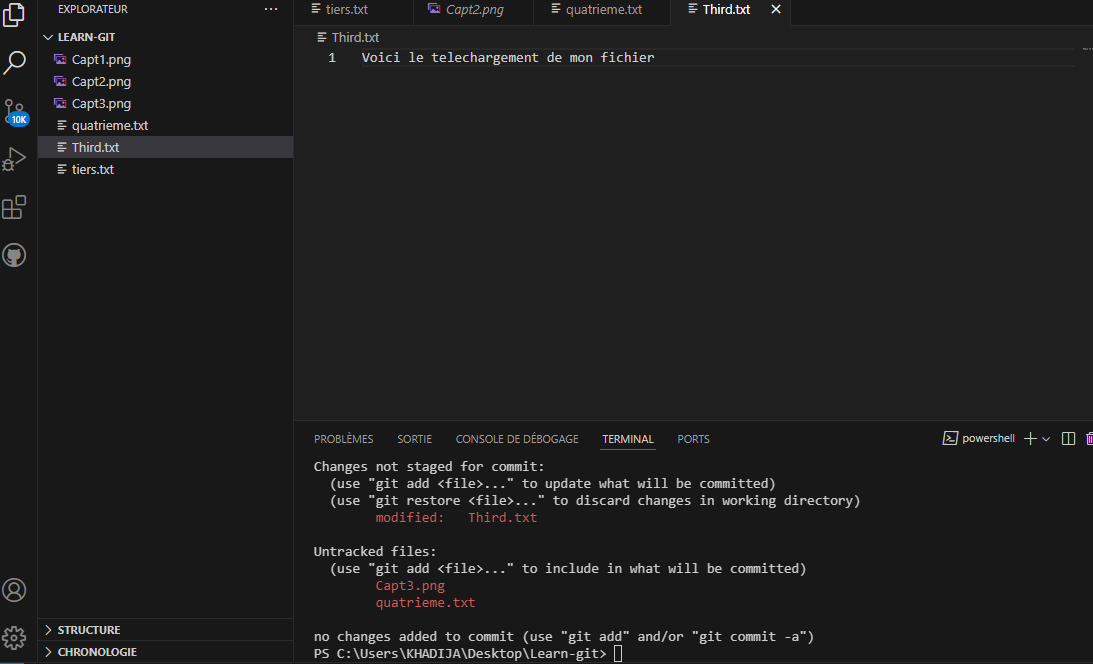 EXPLORATEUR
LEARN-GIT
Capt1.png
Capt2.png
Capt3.png
quatrieme.txt
Third.txt
tiers.txt
10K
STRUCTURE
CHRONOLOGIE
tiers.txt Capt2.png quatrieme.txt Third.txt
Third.txt
1 Voici le telechargement de mon fichier
PROBLÈMES SORTIE CONSOLE DE DÉBOGAGE TERMINAL PORTS
powershell
Changes not staged for commit:
(use "git add <file>..." to update what will be committed)
(use "git restore <file>..." to discard changes in working directory)
modified: Third.txt
Untracked files:
(use "git add <file>..." to include in what will be committed)
Capt3.png
quatrieme.txt
no changes added to commit (use "git add" and/or "git commit -a")
PS C:\Users\KHADIJA\Desktop\Learn-git>